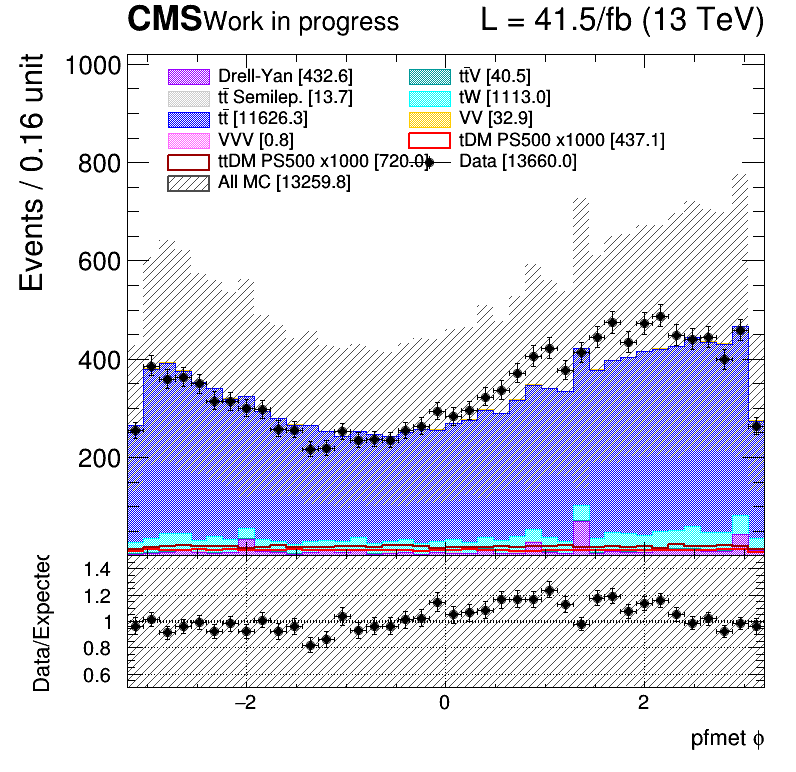 CMS Work in progress L = 41.5/fb (13 TeV)
Events / 0.16 unit
1000
800
600
400
200
Drell-Yan [432.6] tt̄V [40.5]
tt̄ Semilep. [13.7] tW [1113.0]
tt̄ [11626.3] VV [32.9]
VVV [0.8] tDM PS500 x1000 [437.1]
ttDM PS500 x1000 [720.0] Data [13660.0]
All MC [13259.8]
Data/Expected
1.4
1.2
1
0.8
0.6
−2 0 2
pfmet ϕ